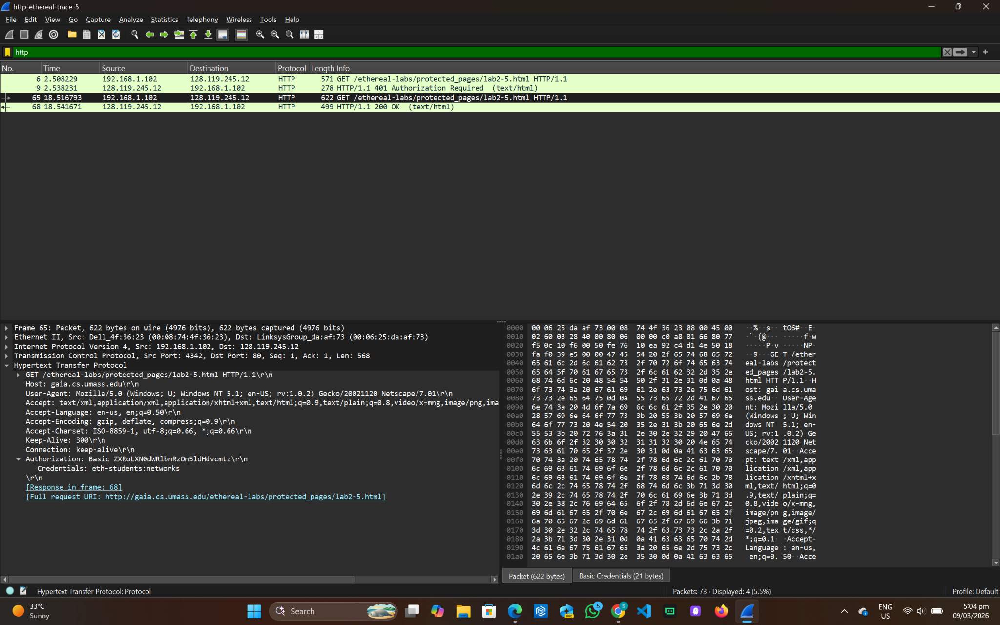 http-ethereal-trace-5
File Edit View Go Capture Analyze Statistics Telephony Wireless Tools Help
http
No. Time Source Destination Protocol Length Info
6 2.508229 192.168.1.102 128.119.245.12 HTTP 571 GET /ethereal-labs/protected_pages/lab2-5.html HTTP/1.1
9 2.538231 128.119.245.12 192.168.1.102 HTTP 278 HTTP/1.1 401 Authorization Required (text/html)
65 18.516793 192.168.1.102 128.119.245.12 HTTP 622 GET /ethereal-labs/protected_pages/lab2-5.html HTTP/1.1
68 18.541671 128.119.245.12 192.168.1.102 HTTP 499 HTTP/1.1 200 OK (text/html)
Frame 65: Packet, 622 bytes on wire (4976 bits), 622 bytes captured (4976 bits)
Ethernet II, Src: Dell_4f:36:23 (00:08:74:4f:36:23), Dst: LinksysGroup_da:af:73 (00:06:25:da:af:73)
Internet Protocol Version 4, Src: 192.168.1.102, Dst: 128.119.245.12
Transmission Control Protocol, Src Port: 4342, Dst Port: 80, Seq: 1, Ack: 1, Len: 568
Hypertext Transfer Protocol
GET /ethereal-labs/protected_pages/lab2-5.html HTTP/1.1\r\n
Host: gaia.cs.umass.edu\r\n
User-Agent: Mozilla/5.0 (Windows; U; Windows NT 5.1; en-US; rv:1.0.2) Gecko/20021120 Netscape/7.01\r\n
Accept: text/xml,application/xml,application/xhtml+xml,text/html;q=0.9,text/plain;q=0.8,video/x-mng,image/png,ima
Accept-Language: en-us, en;q=0.50\r\n
Accept-Encoding: gzip, deflate, compress;q=0.9\r\n
Accept-Charset: ISO-8859-1, utf-8;q=0.66, *;q=0.66\r\n
Keep-Alive: 300\r\n
Connection: keep-alive\r\n
Authorization: Basic ZXRoLXN0dWRlbnRzOm5ldHdvcmtz\r\n
Credentials: eth-students:networks
\r\n
[Response in frame: 68]
[Full request URI: http://gaia.cs.umass.edu/ethereal-labs/protected_pages/lab2-5.html]
0000 00 06 25 da af 73 00 08 74 4f 36 23 08 00 45 00 ··%··s·· tO6#··E·
0010 02 60 03 28 40 00 80 06 00 00 c0 a8 01 66 80 77 ·`·(@··· ·····f·w
0020 f5 0c 10 f6 00 50 fe 76 10 ea 92 c4 d1 4e 50 18 ·····P·v ·····NP·
0030 fa f0 39 e5 00 00 47 45 54 20 2f 65 74 68 65 72 ··9···GE T /ether
0040 65 61 6c 2d 6c 61 62 73 2f 70 72 6f 74 65 63 74 eal-labs /protect
0050 65 64 5f 70 61 67 65 73 2f 6c 61 62 32 2d 35 2e ed_pages /lab2-5.
0060 68 74 6d 6c 20 48 54 54 50 2f 31 2e 31 0d 0a 48 html HTT P/1.1··H
0070 6f 73 74 3a 20 67 61 69 61 2e 63 73 2e 75 6d 61 ost: gai a.cs.uma
0080 73 73 2e 65 64 75 0d 0a 55 73 65 72 2d 41 67 65 ss.edu·· User-Age
0090 6e 74 3a 20 4d 6f 7a 69 6c 6c 61 2f 35 2e 30 20 nt: Mozi lla/5.0
00a0 28 57 69 6e 64 6f 77 73 3b 20 55 3b 20 57 69 6e (Windows ; U; Win
00b0 64 6f 77 73 20 4e 54 20 35 2e 31 3b 20 65 6e 2d dows NT 5.1; en-
00c0 55 53 3b 20 72 76 3a 31 2e 30 2e 32 29 20 47 65 US; rv:1 .0.2) Ge
00d0 63 6b 6f 2f 32 30 30 32 31 31 32 30 20 4e 65 74 cko/2002 1120 Net
00e0 73 63 61 70 65 2f 37 2e 30 31 0d 0a 41 63 63 65 scape/7. 01··Acce
00f0 70 74 3a 20 74 65 78 74 2f 78 6d 6c 2c 61 70 70 pt: text /xml,app
0100 6c 69 63 61 74 69 6f 6e 2f 78 6d 6c 2c 61 70 70 lication /xml,app
0110 6c 69 63 61 74 69 6f 6e 2f 78 68 74 6d 6c 2b 78 lication /xhtml+x
0120 6d 6c 2c 74 65 78 74 2f 68 74 6d 6c 3b 71 3d 30 ml,text/ html;q=0
0130 2e 39 2c 74 65 78 74 2f 70 6c 61 69 6e 3b 71 3d .9,text/ plain;q=
0140 30 2e 38 2c 76 69 64 65 6f 2f 78 2d 6d 6e 67 2c 0.8,vide o/x-mng,
0150 69 6d 61 67 65 2f 70 6e 67 2c 69 6d 61 67 65 2f image/pn g,image/
0160 6a 70 65 67 2c 69 6d 61 67 65 2f 67 69 66 3b 71 jpeg,ima ge/gif;q
0170 3d 30 2e 32 2c 74 65 78 74 2f 63 73 73 2c 2a 2f =0.2,tex t/css,*/
0180 2a 3b 71 3d 30 2e 31 0d 0a 41 63 63 65 70 74 2d *;q=0.1· ·Accept-
0190 4c 61 6e 67 75 61 67 65 3a 20 65 6e 2d 75 73 2c Language : en-us,
01a0 20 65 6e 3b 71 3d 30 2e 35 30 0d 0a 41 63 63 65 en;q=0. 50··Acce
Packet (622 bytes) Basic Credentials (21 bytes)
Hypertext Transfer Protocol: Protocol
Packets: 73 · Displayed: 4 (5.5%)
Profile: Default
33°C
Sunny
Search
PRE
5
S
ENG
US
5:04 pm
09/03/2026